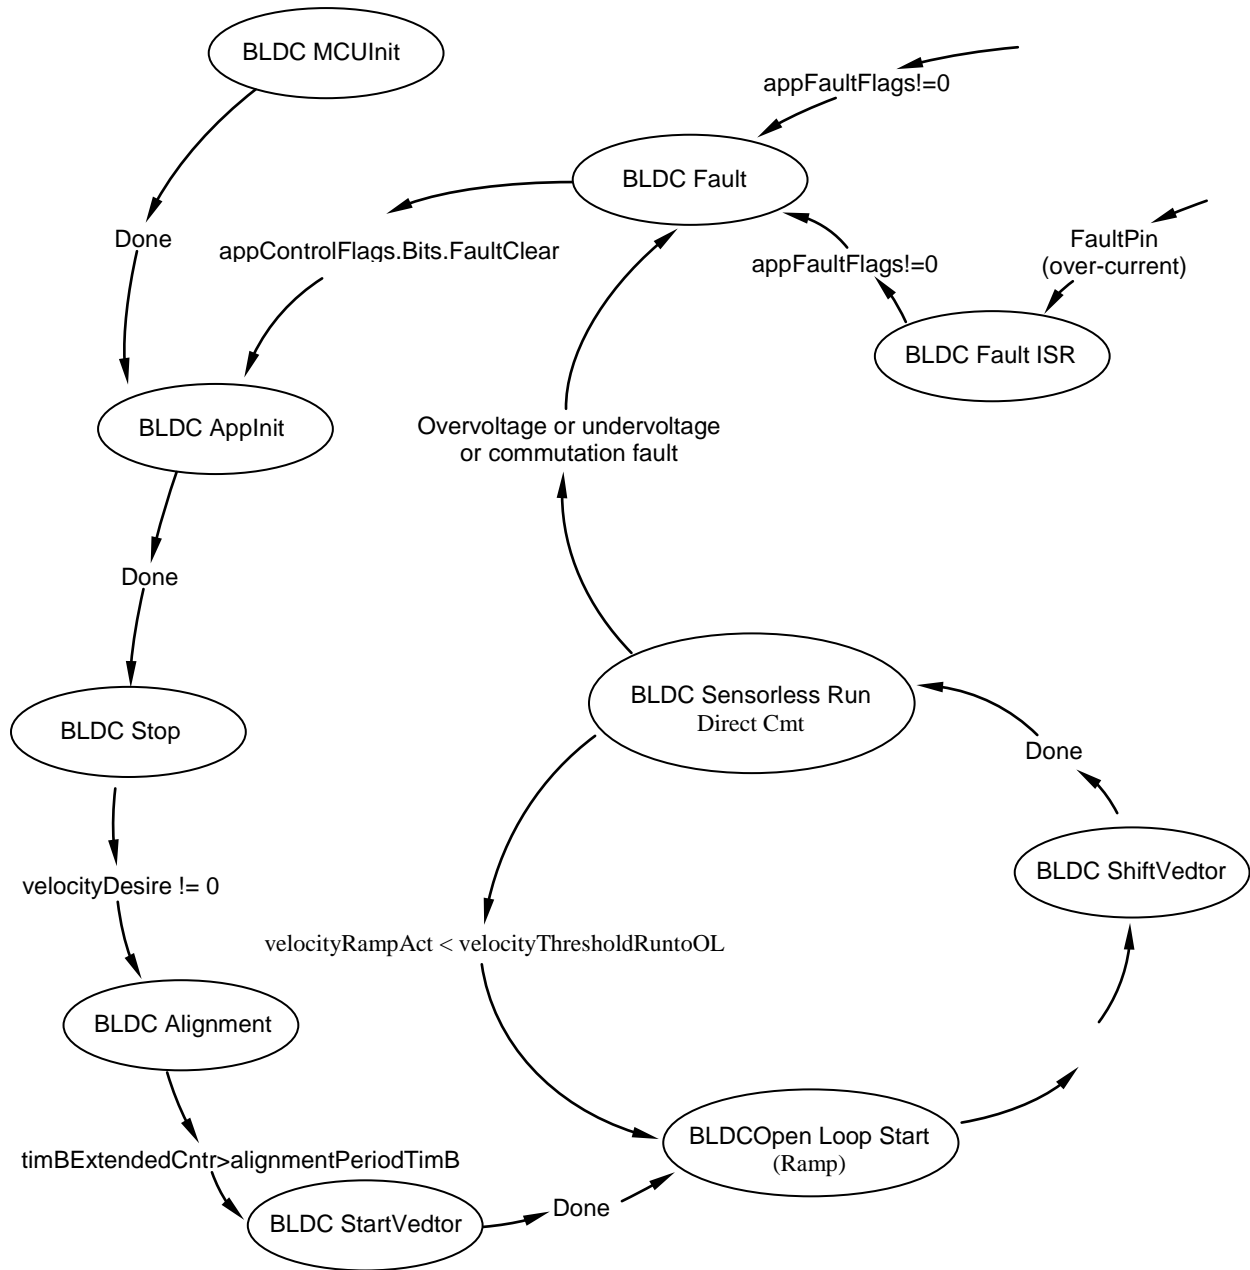 BLDC MCUInit
appFaultFlags!=0
BLDC Fault
Done
appControlFlags.Bits.FaultClear
appFaultFlags!=0
FaultPin
(over-current)
BLDC Fault ISR
BLDC AppInit
Overvoltage or undervoltage
or commutation fault
Done
BLDC Stop
BLDC Sensorless Run
Direct Cmt
Done
velocityDesire != 0
BLDC ShiftVedtor
velocityRampAct < velocityThresholdRuntoOL
BLDC Alignment
BLDCOpen Loop Start
(Ramp)
timBExtendedCntr>alignmentPeriodTimB
BLDC StartVedtor
Done